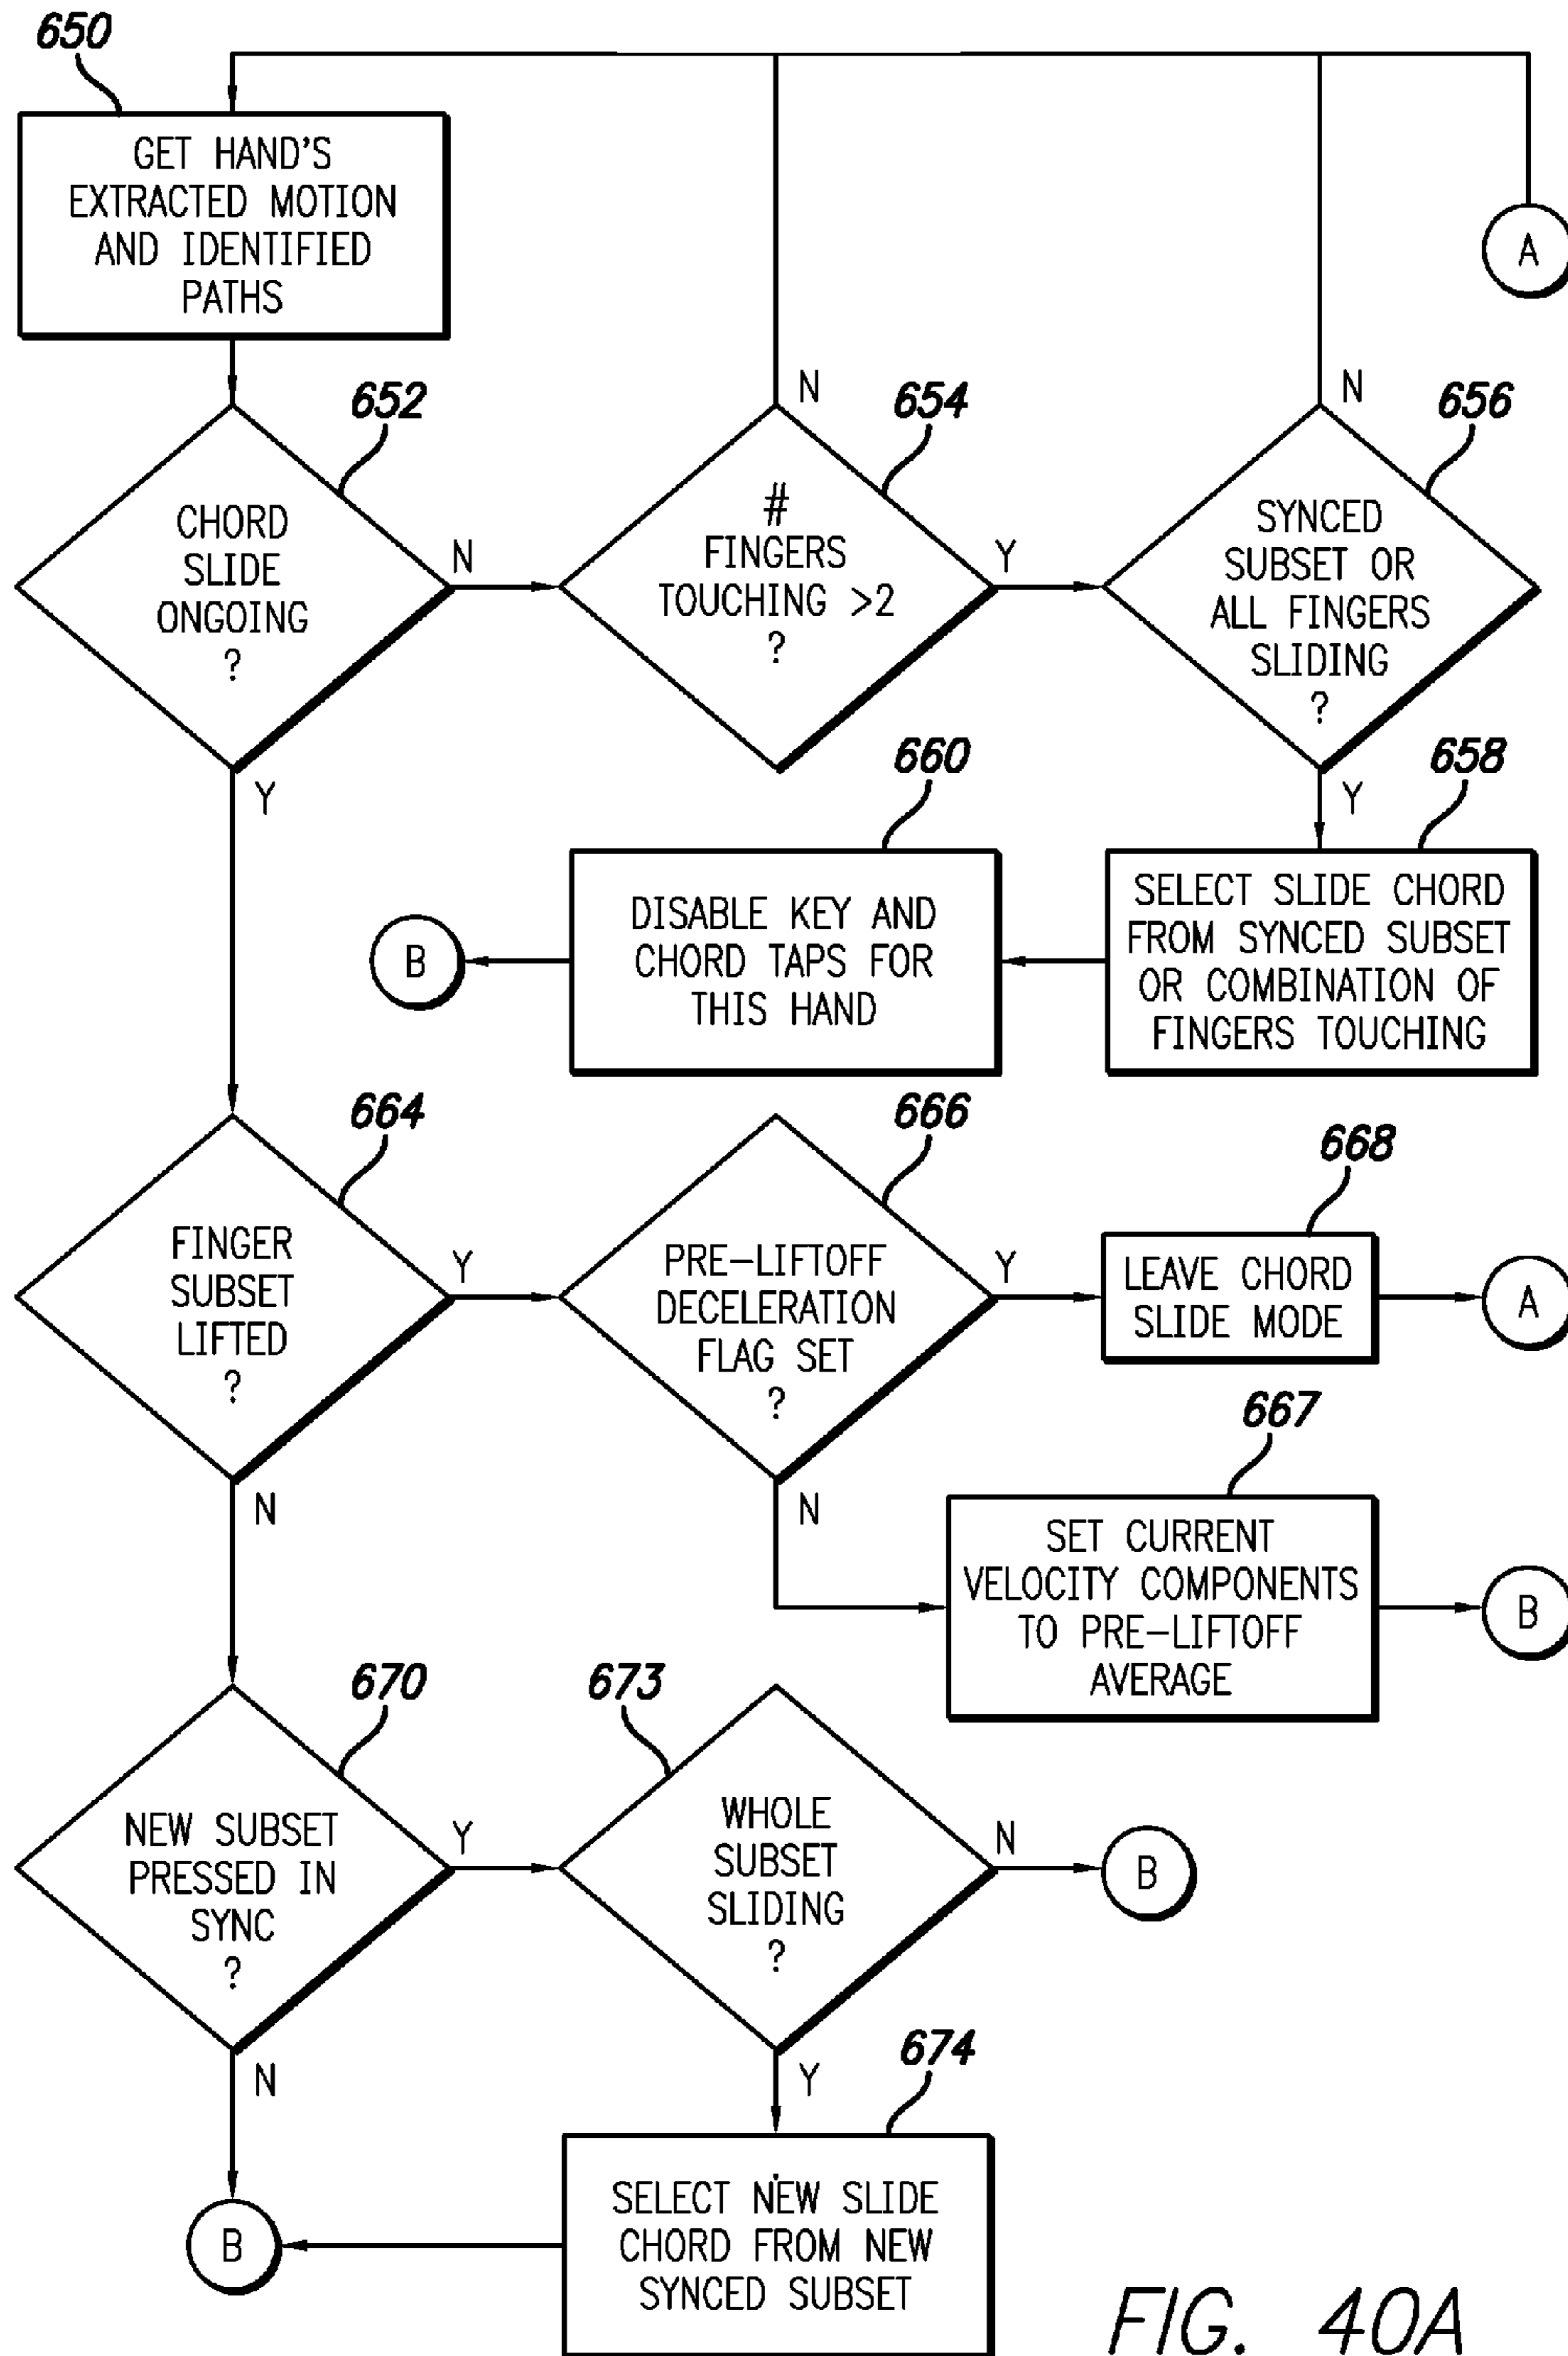 650
GET HAND'S
EXTRACTED MOTION
AND IDENTIFIED
PATHS
A
652
CHORD
SLIDE
ONGOING
?
N
Y
654
#
FINGERS
TOUCHING >2
?
N
Y
656
SYNCED
SUBSET OR
ALL FINGERS
SLIDING
?
N
Y
658
SELECT SLIDE CHORD
FROM SYNCED SUBSET
OR COMBINATION OF
FINGERS TOUCHING
660
DISABLE KEY AND
CHORD TAPS FOR
THIS HAND
B
664
FINGER
SUBSET
LIFTED
?
Y
N
666
PRE-LIFTOFF
DECELERATION
FLAG SET
?
Y
N
668
LEAVE CHORD
SLIDE MODE
A
667
SET CURRENT
VELOCITY COMPONENTS
TO PRE-LIFTOFF
AVERAGE
B
670
NEW SUBSET
PRESSED IN
SYNC
?
Y
N
673
WHOLE
SUBSET
SLIDING
?
N
B
Y
674
SELECT NEW SLIDE
CHORD FROM NEW
SYNCED SUBSET
B
FIG. 40A